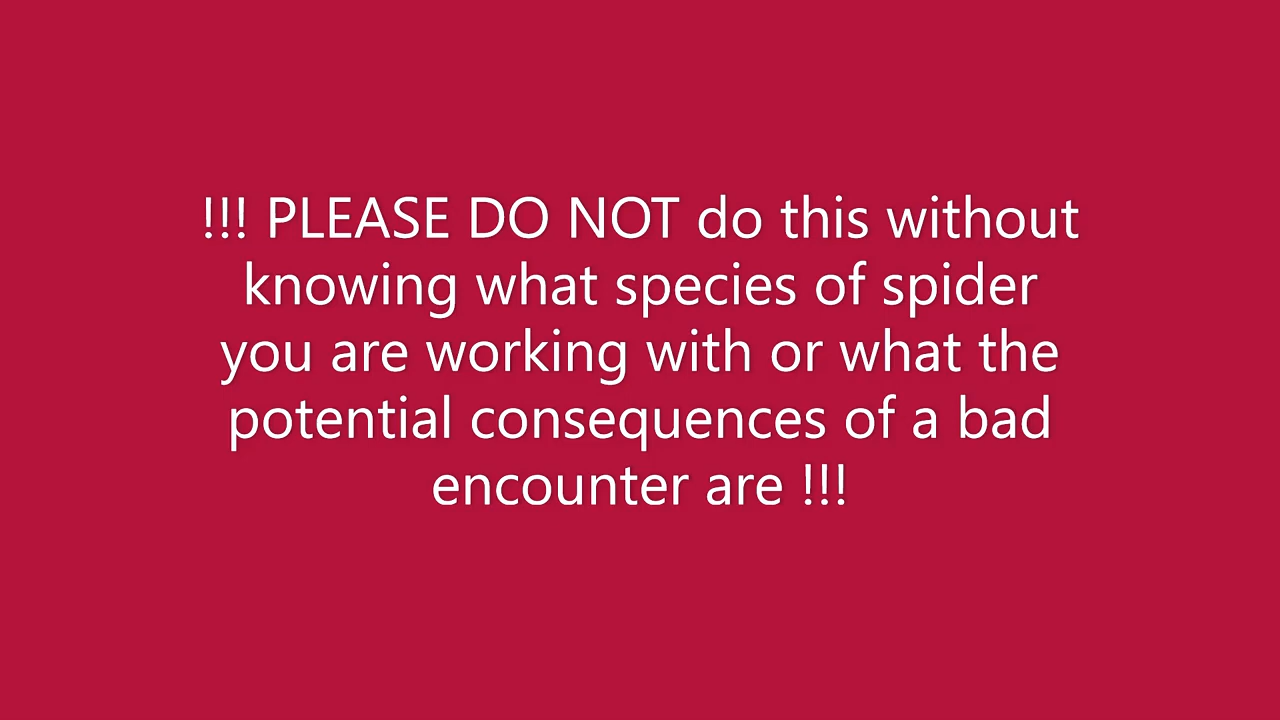 !!! PLEASE DO NOT do this without
knowing what species of spider
you are working with or what the
potential consequences of a bad
encounter are !!!